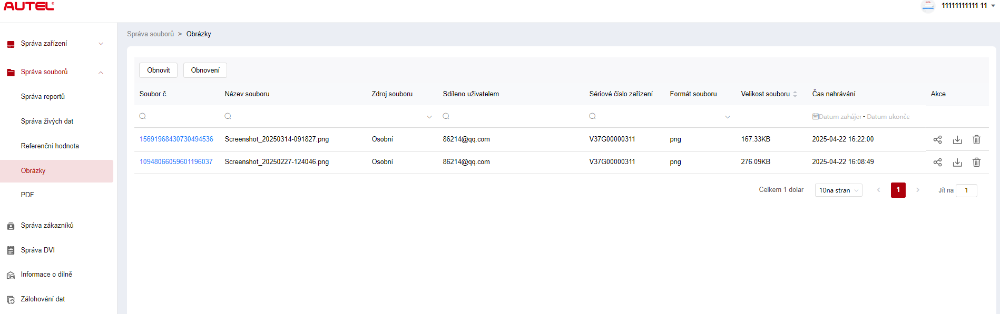 AUTEL®
11111111111 11
Správa zařízení
Správa souborů
Správa reportů
Správa živých dat
Referenční hodnota
Obrázky
PDF
Správa zákazníků
Správa DVI
Informace o dílně
Zálohování dat
Správa souborů > Obrázky
Obnovit Obnovení
Soubor č. Název souboru Zdroj souboru Sdíleno uživatelem Sériové číslo zařízení Formát souboru Velikost souboru Čas nahrávání Akce
Datum zahájer - Datum ukonče
15691968430730494536 Screenshot_20250314-091827.png Osobní 86214@qq.com V37G00000311 png 167.33KB 2025-04-22 16:22:00
10948066059601196037 Screenshot_20250227-124046.png Osobní 86214@qq.com V37G00000311 png 276.09KB 2025-04-22 16:08:49
Celkem 1 dolar 10na stran < 1 > Jít na 1